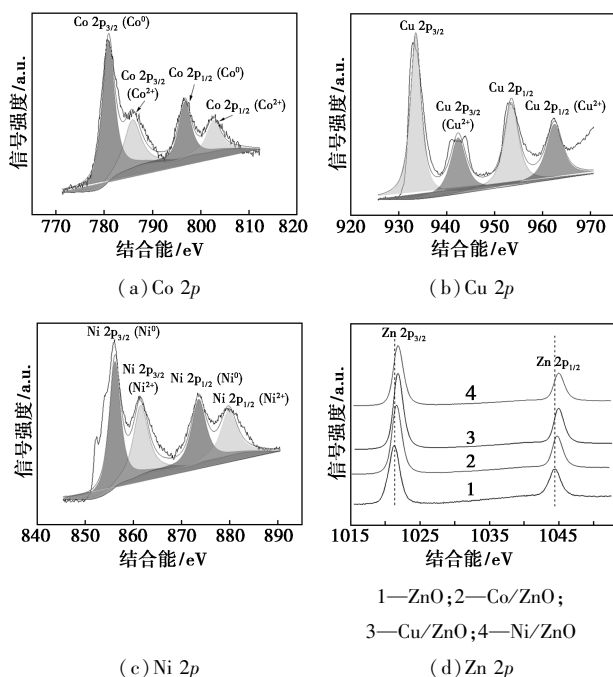 Co 2p3/2 (Co0)
Co 2p3/2
(Co2+)
Co 2p1/2 (Co0)
Co 2p1/2 (Co2+)
信号强度/a.u.
770 780 790 800 810 820
结合能/eV
(a)Co 2p
Cu 2p3/2
Cu 2p3/2
(Cu2+)
Cu 2p1/2
Cu 2p1/2 (Cu2+)
信号强度/a.u.
920 930 940 950 960 970
结合能/eV
(b)Cu 2p
Ni 2p3/2 (Ni0)
Ni 2p3/2
(Ni2+)
Ni 2p1/2 (Ni0)
Ni 2p1/2 (Ni2+)
信号强度/a.u.
840 850 860 870 880 890
结合能/eV
(c)Ni 2p
Zn 2p3/2
Zn 2p1/2
4
3
2
1
信号强度/a.u.
1015 1025 1035 1045
结合能/eV
1—ZnO;2—Co/ZnO;
3—Cu/ZnO;4—Ni/ZnO
(d)Zn 2p